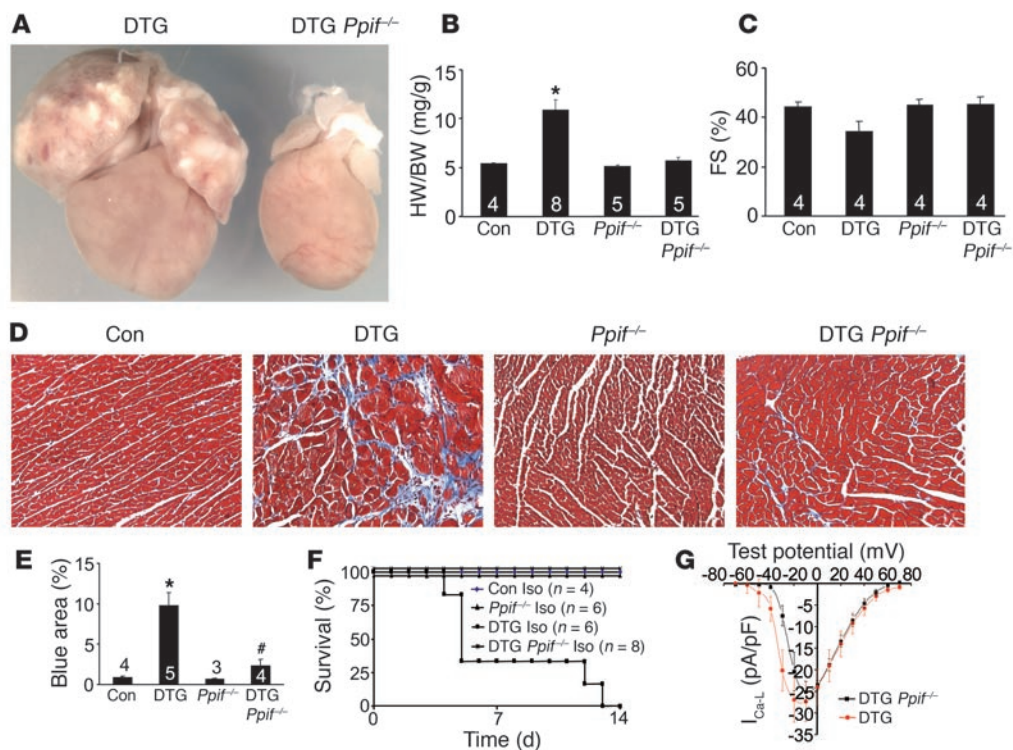 A
DTG
DTG Ppif–/–
B
HW/BW (mg/g)
15
10
5
0
*
4
8
5
5
Con
DTG
Ppif–/–
DTG
Ppif–/–
C
FS (%)
60
40
20
0
4
4
4
4
Con
DTG
Ppif–/–
DTG
Ppif–/–
D
Con
DTG
Ppif–/–
DTG Ppif–/–
E
Blue area (%)
15
10
5
0
4
*
5
3
#
4
Con
DTG
Ppif–/–
DTG
Ppif–/–
F
Survival (%)
100
75
50
25
0
Con Iso (n = 4)
Ppif–/– Iso (n = 6)
DTG Iso (n = 6)
DTG Ppif–/– Iso (n = 8)
0
7
14
Time (d)
G
Test potential (mV)
-80
-40
0
40
80
-5
-10
-15
-20
-25
-30
-35
ICa-L (pA/pF)
DTG Ppif–/–
DTG